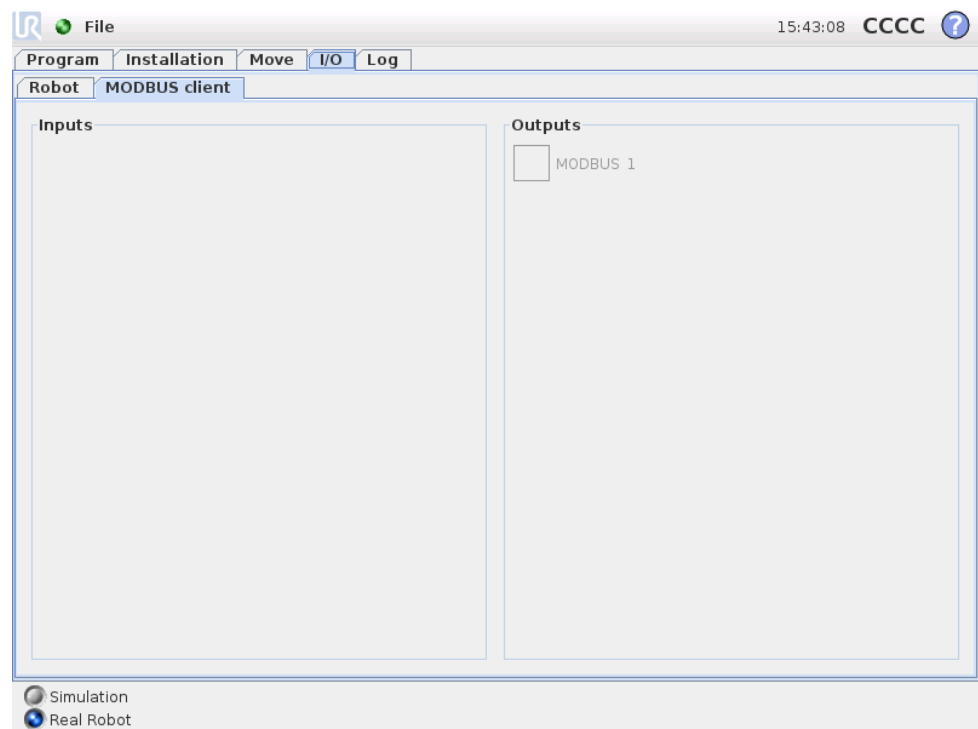 UR File 15:43:08 CCCC ?
Program Installation Move I/O Log
Robot MODBUS client
Inputs Outputs
MODBUS 1
Simulation
Real Robot